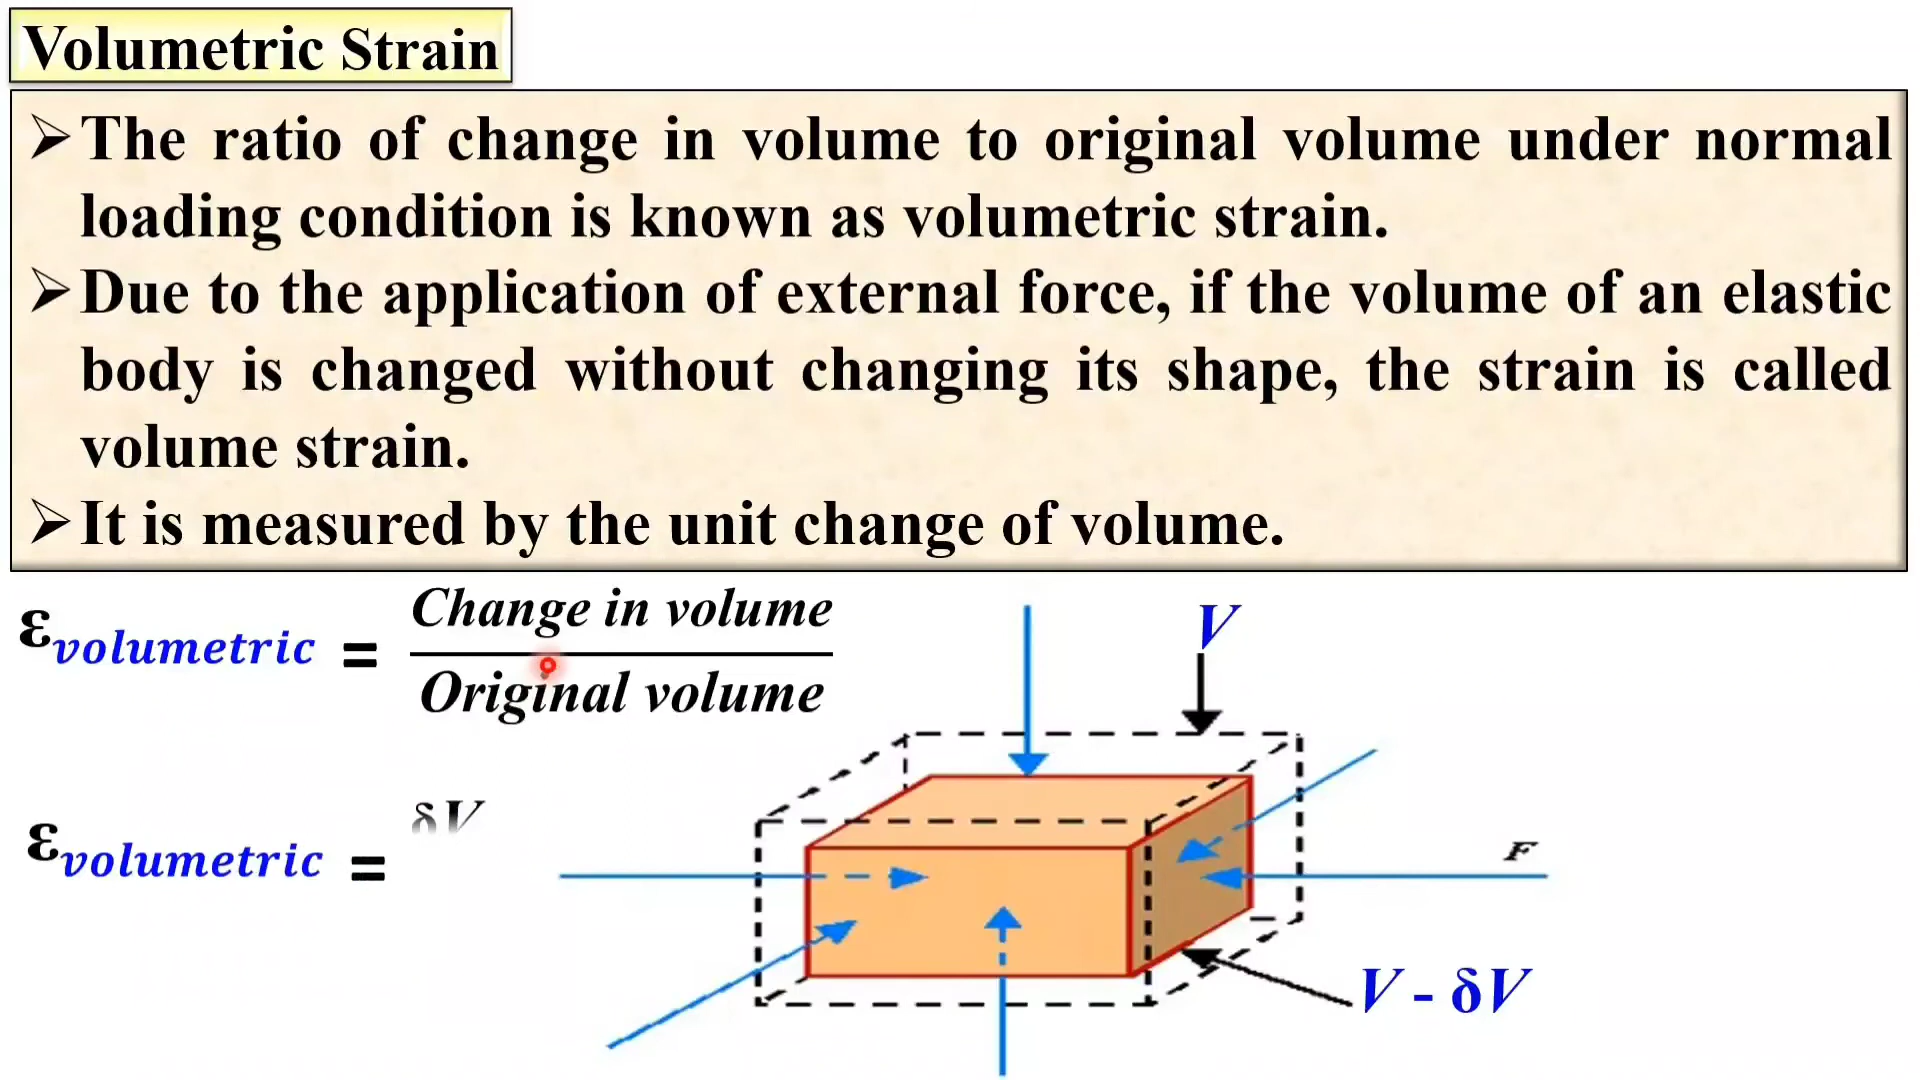 Volumetric Strain
➢The ratio of change in volume to original volume under normal
loading condition is known as volumetric strain.
➢Due to the application of external force, if the volume of an elastic
body is changed without changing its shape, the strain is called
volume strain.
➢It is measured by the unit change of volume.
ε volumetric = Change in volume
Original volume
V
ε volumetric = δV
F
V - δV